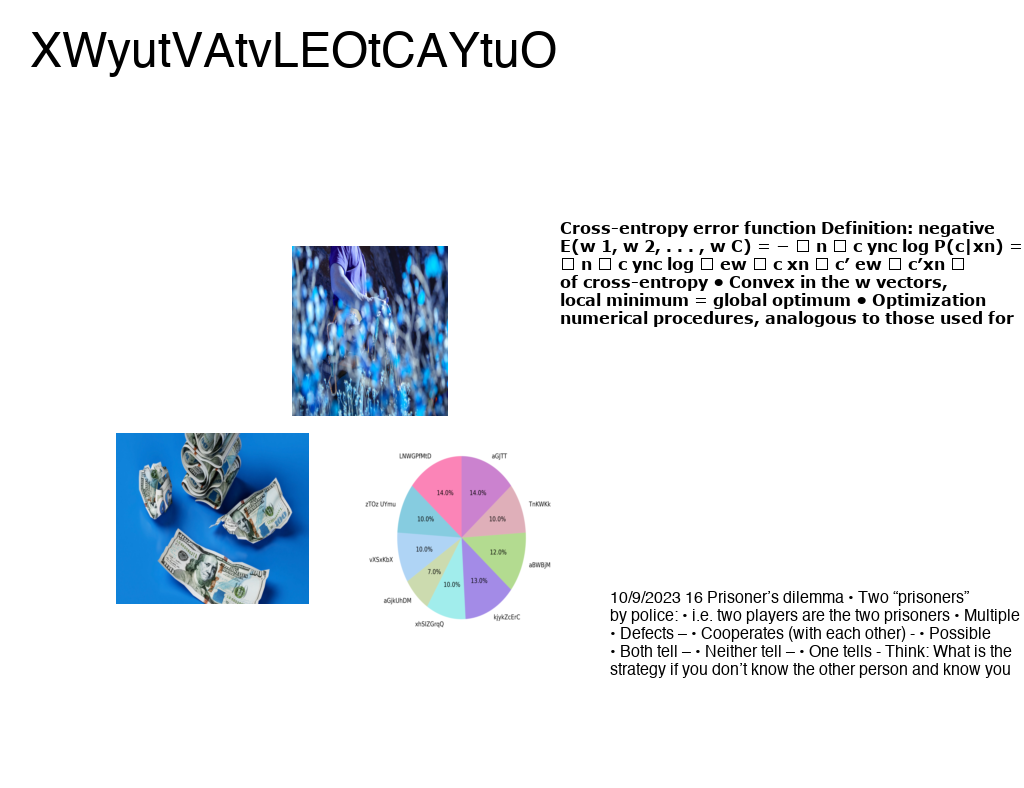 XWyutVAtvLEOtCAYtuO
Cross-entropy error function Definition: negative
E(w 1, w 2, . . . , w C) = − □ n □ c ync log P(c|xn) =
□ n □ c ync log □ ew □ c xn □ c′ ew □ c′xn □
of cross-entropy • Convex in the w vectors,
local minimum = global optimum • Optimization
numerical procedures, analogous to those used for
LNWGPfMtD
aGJTT
14.0%
14.0%
zTOz UYmu
TnKWKk
10.0%
10.0%
vXSxKbX
10.0%
12.0%
aBWBjM
7.0%
10.0%
13.0%
aGjkUhDM
xhSIZGrqQ
kjykZcErC
10/9/2023 16 Prisoner’s dilemma • Two “prisoners”
by police: • i.e. two players are the two prisoners • Multiple
• Defects – • Cooperates (with each other) - • Possible
• Both tell – • Neither tell – • One tells - Think: What is the
strategy if you don’t know the other person and know you